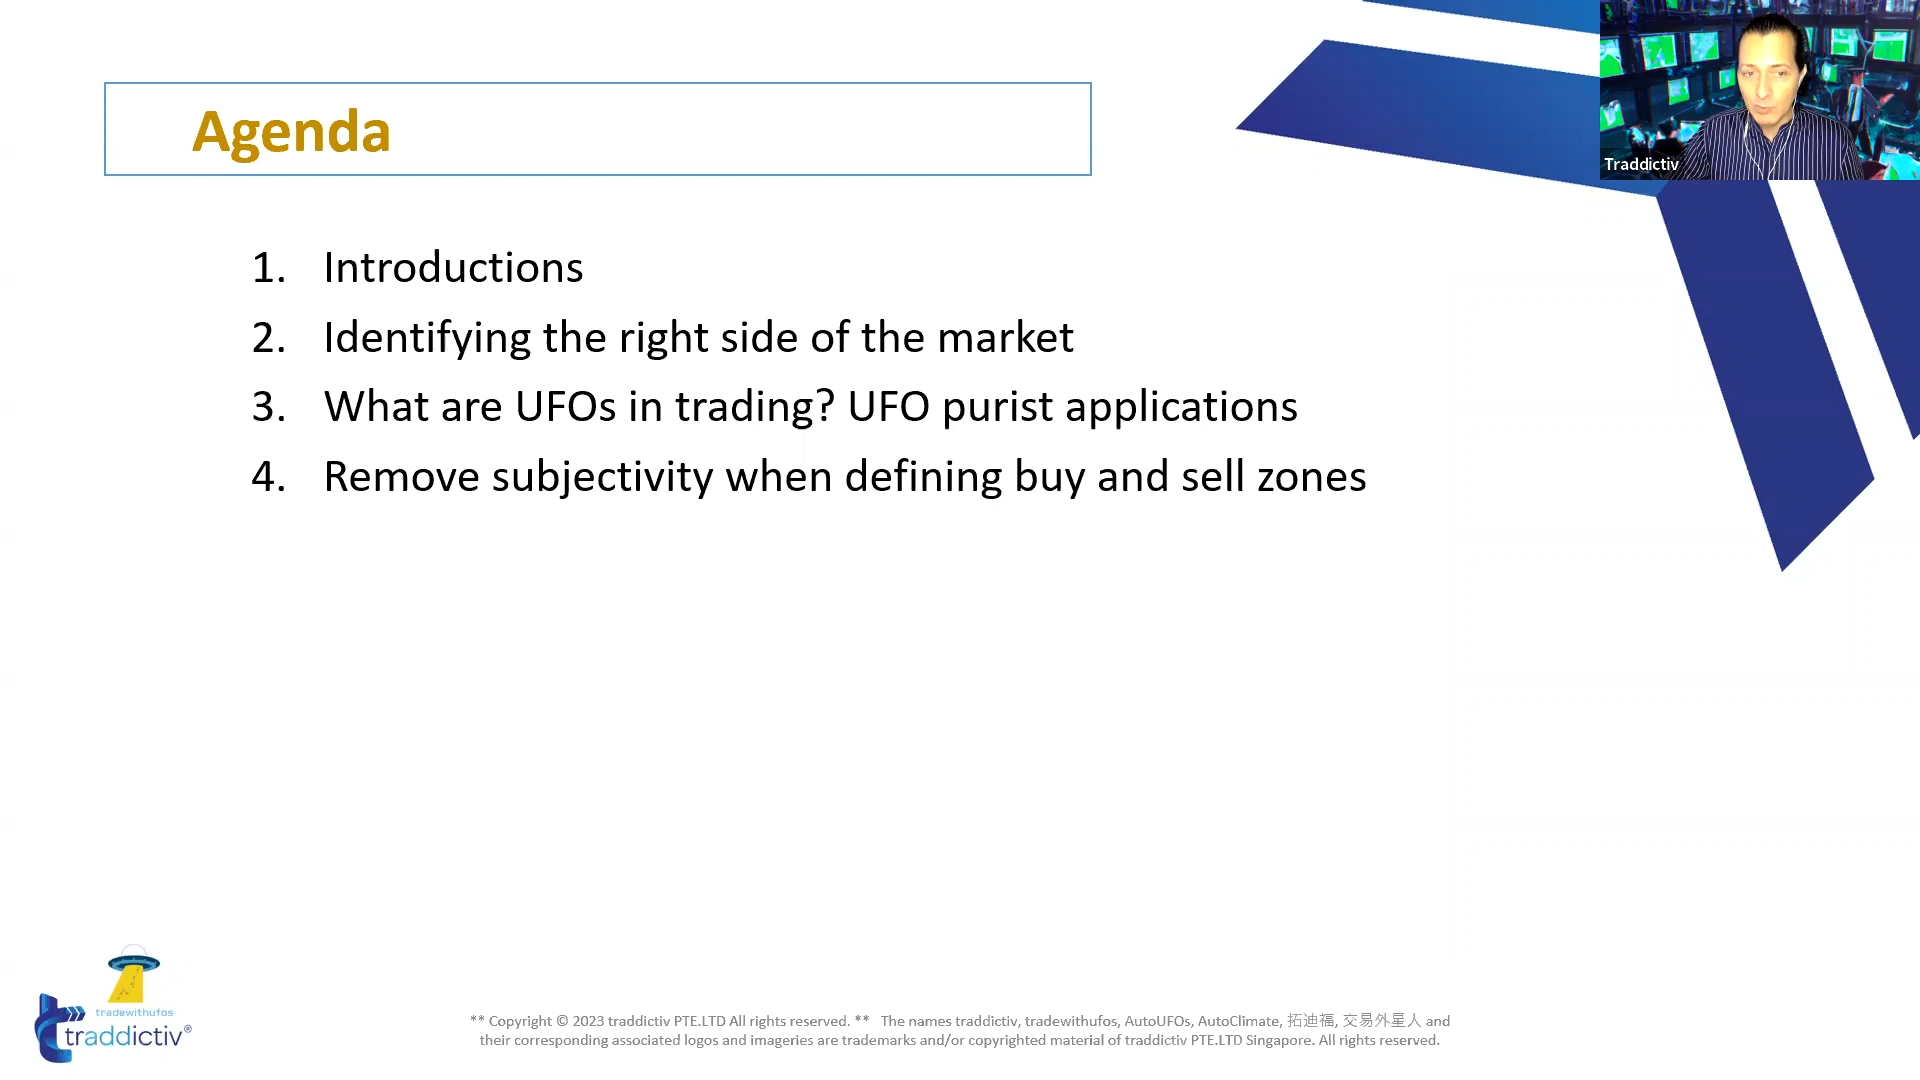 Traddictiv
Agenda
1. Introductions
2. Identifying the right side of the market
3. What are UFOs in trading? UFO purist applications
4. Remove subjectivity when defining buy and sell zones
tradewithufos
traddictiv®
** Copyright © 2023 traddictiv PTE.LTD All rights reserved. ** The names traddictiv, tradewithufos, AutoUFOs, AutoClimate, 拓迪福, 交易外星人 and
their corresponding associated logos and imageries are trademarks and/or copyrighted material of traddictiv PTE.LTD Singapore. All rights reserved.